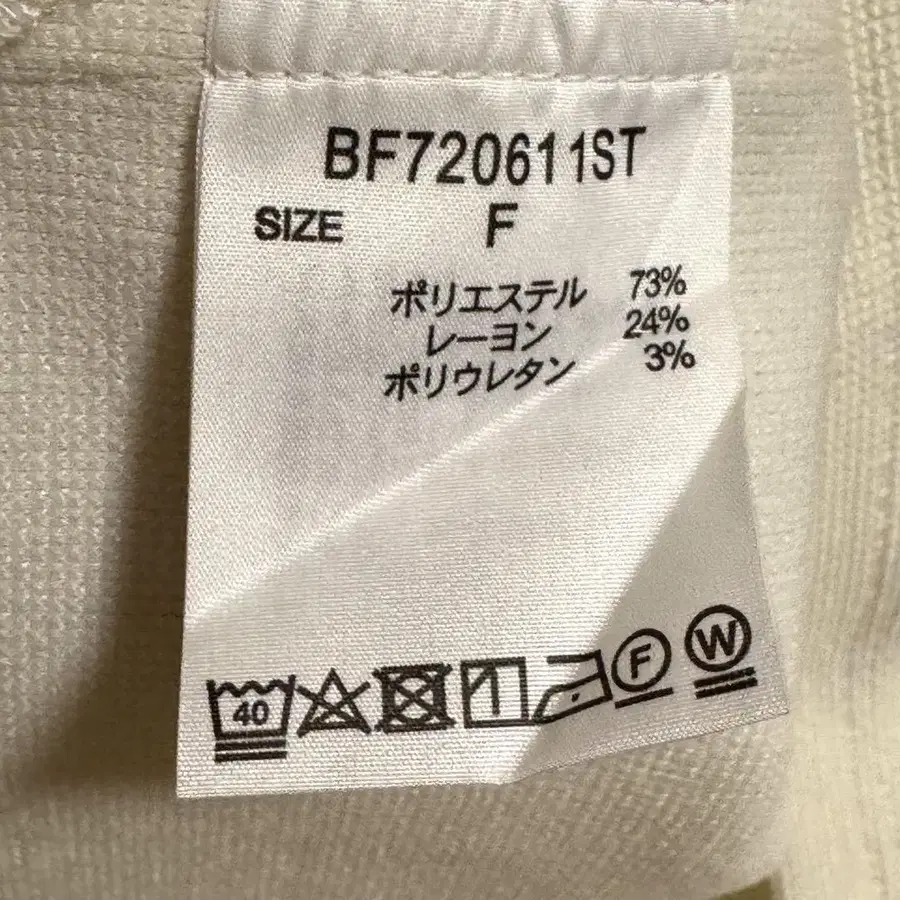 BF720611ST
SIZE F
ポリエステル 73%
レーヨン 24%
ポリウレタン 3%
40 F W